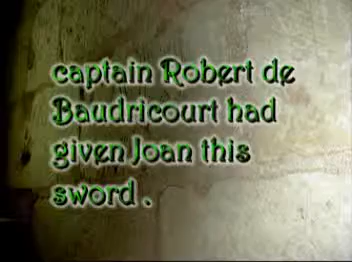 captain Robert de
Baudricourt had
given Joan this
sword .